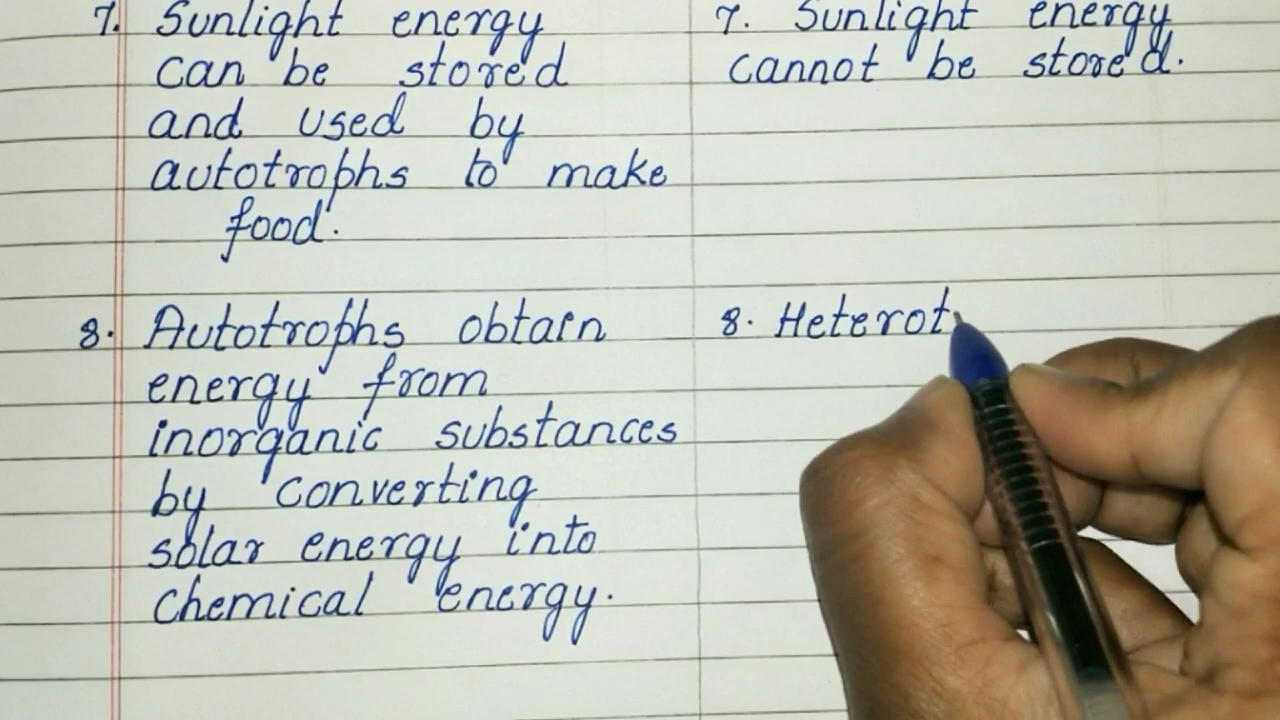 7. Sunlight energy
can be stored
and used by
autotrophs to make
food.
8. Autotrophs obtain
energy from
inorganic substances
by converting
solar energy into
chemical energy.
7. Sunlight energy
cannot be stored.
8. Heterot